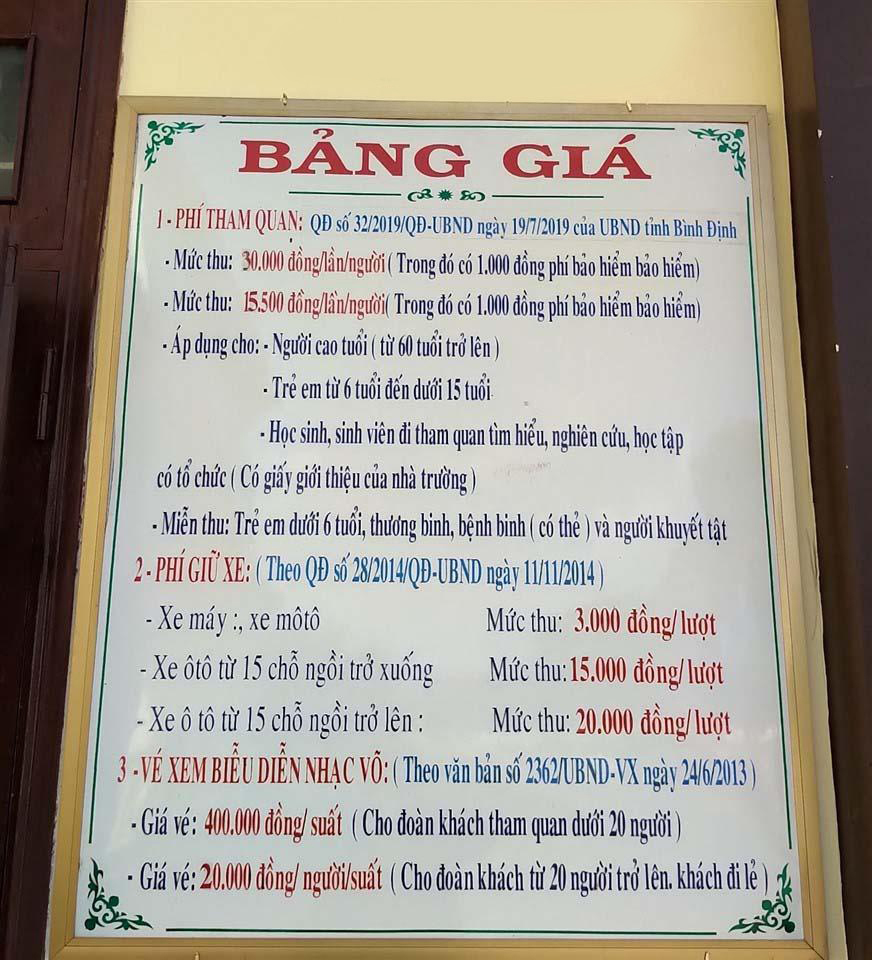 BẢNG GIÁ
1 - PHÍ THAM QUAN: QĐ số 32/2019/QĐ-UBND ngày 19/7/2019 của UBND tỉnh Bình Định
- Mức thu: 30.000 đồng/lần/người ( Trong đó có 1.000 đồng phí bảo hiểm bảo hiểm)
- Mức thu: 15.500 đồng/lần/người( Trong đó có 1.000 đồng phí bảo hiểm bảo hiểm)
- Áp dụng cho: - Người cao tuổi ( từ 60 tuổi trở lên )
- Trẻ em từ 6 tuổi đến dưới 15 tuổi
- Học sinh, sinh viên đi tham quan tìm hiểu, nghiên cứu, học tập
có tổ chức ( Có giấy giới thiệu của nhà trường )
- Miễn thu: Trẻ em dưới 6 tuổi, thương binh, bệnh binh ( có thẻ ) và người khuyết tật
2 - PHÍ GIỮ XE: ( Theo QĐ số 28/2014/QĐ-UBND ngày 11/11/2014 )
- Xe máy :, xe môtô Mức thu: 3.000 đồng/ lượt
- Xe ôtô từ 15 chỗ ngồi trở xuống Mức thu: 15.000 đồng/ lượt
- Xe ô tô từ 15 chỗ ngồi trở lên : Mức thu: 20.000 đồng/ lượt
3 - VÉ XEM BIỄU DIỄN NHẠC VÕ: ( Theo văn bản số 2362/UBND-VX ngày 24/6/2013 )
- Giá vé: 400.000 đồng/ suất ( Cho đoàn khách tham quan dưới 20 người )
- Giá vé: 20.000 đồng/ người/suất ( Cho đoàn khách từ 20 người trở lên. khách đi lẻ )